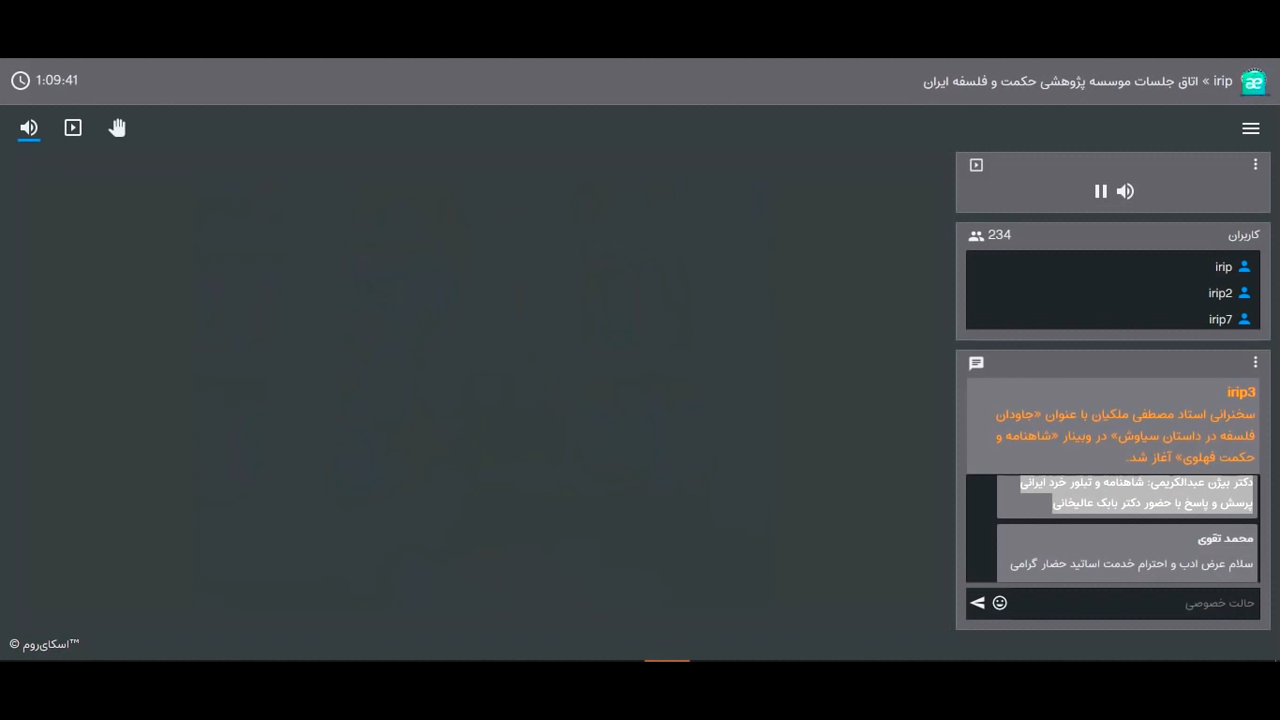 irip » اتاق جلسات موسسه پژوهشی حکمت و فلسفه ایران
1:09:41
کاربران
234
irip
irip2
irip7
irip3
سخنرانی استاد مصطفی ملکیان با عنوان «جاودان
فلسفه در داستان سیاوش» در وبینار «شاهنامه و
حکمت فهلوی» آغاز شد.
دکتر بیژن عبدالکریمی: شاهنامه و تبلور خرد ایرانی
پرسش و پاسخ با حضور دکتر بابک عالیخانی
محمد تقوی
سلام عرض ادب و احترام خدمت اساتید حضار گرامی
حالت خصوصی
© اسکای‌روم™